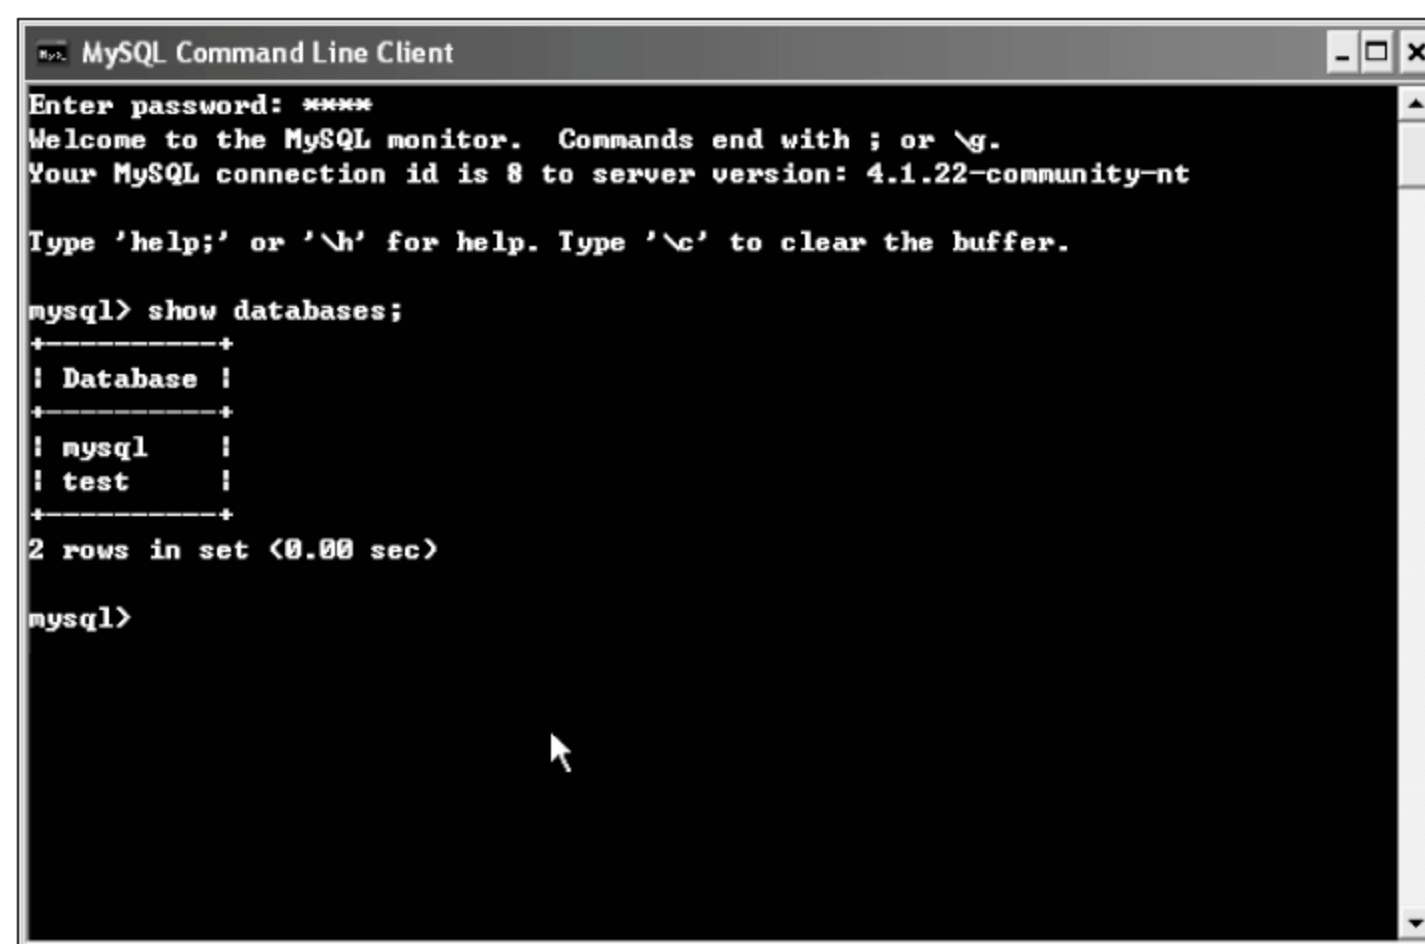 MySQL Command Line Client
Enter password: ****
Welcome to the MySQL monitor.  Commands end with ; or \g.
Your MySQL connection id is 8 to server version: 4.1.22-community-nt
Type 'help;' or '\h' for help. Type '\c' to clear the buffer.
mysql> show databases;
+----------+
| Database |
+----------+
| mysql    |
| test     |
+----------+
2 rows in set (0.00 sec)
mysql>